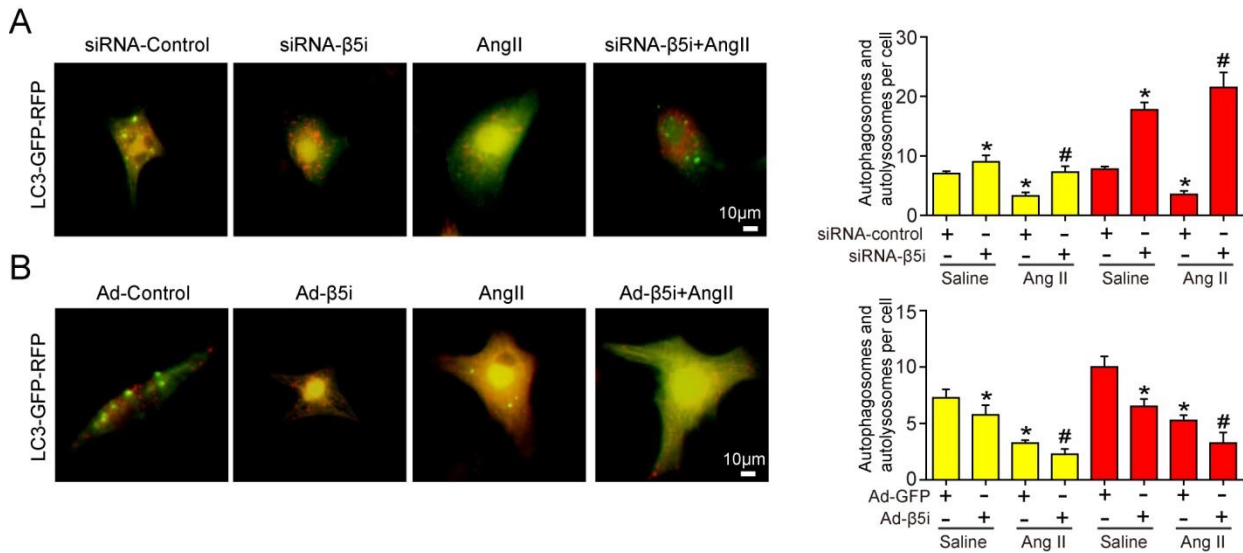 A
siRNA-Control siRNA-β5i AngII siRNA-β5i+AngII
LC3-GFP-RFP
10μm
Autophagosomes and
autolysosomes per cell
30
20
10
0
* * # * * #
siRNA-control + - + - + - + -
siRNA-β5i - + - + - + - +
Saline Ang II Saline Ang II
B
Ad-Control Ad-β5i AngII Ad-β5i+AngII
LC3-GFP-RFP
10μm
Autophagosomes and
autolysosomes per cell
15
10
5
0
* * # * * #
Ad-GFP + - + - + - + -
Ad-β5i - + - + - + - +
Saline Ang II Saline Ang II